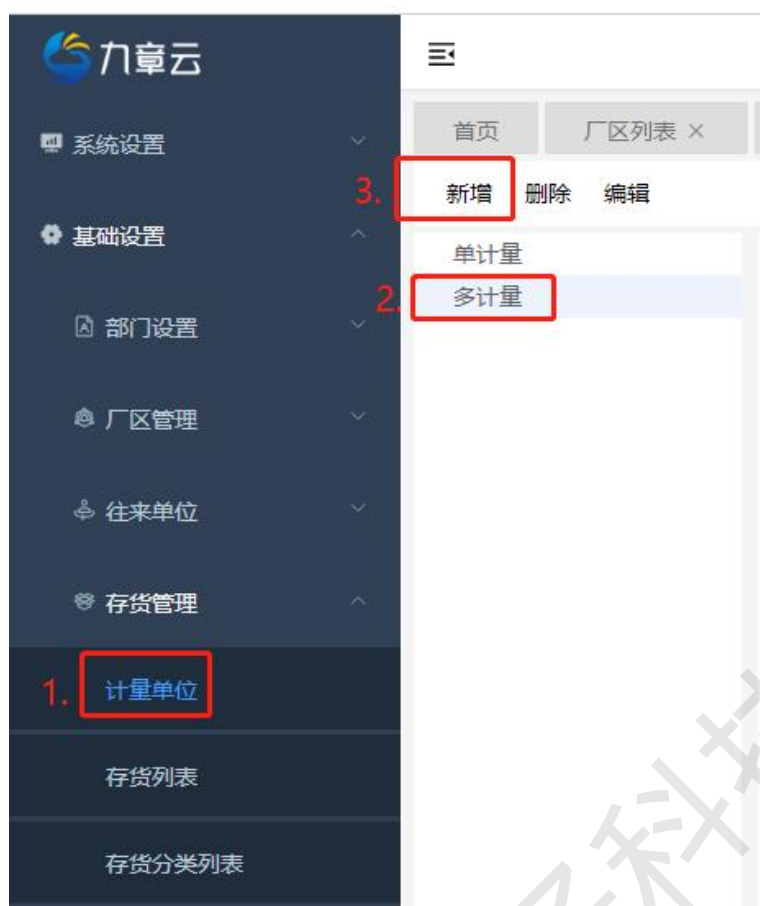 九章云
系统设置
基础设置
部门设置
厂区管理
往来单位
存货管理
1. 计量单位
存货列表
存货分类列表
首页 厂区列表 ×
3. 新增 删除 编辑
单计量
2. 多计量
科技